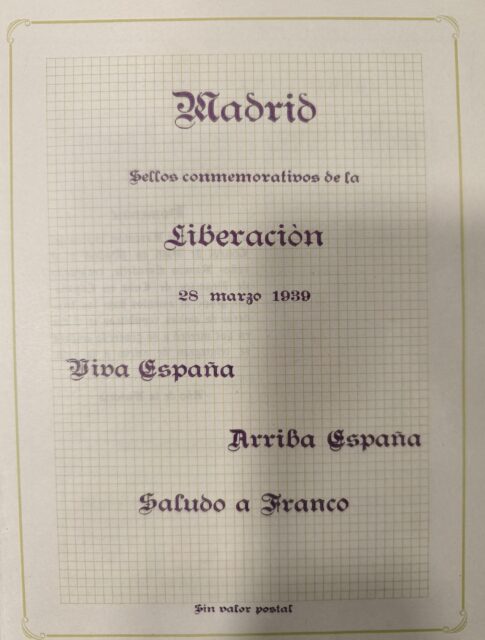 Madrid
Sellos conmemorativos de la
Liberaciòn
28 marzo 1939
Viva España
Arriba España
Saludo a Franco
Sin valor postal